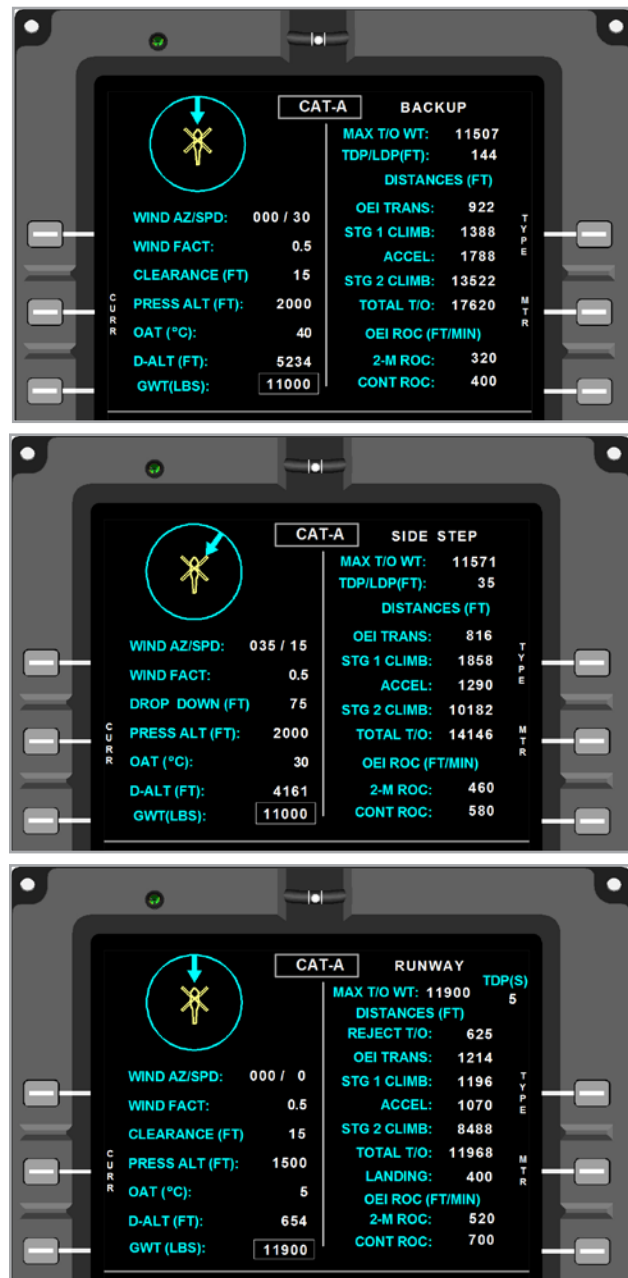 CAT-A BACKUP
MAX T/O WT: 11507
TDP/LDP(FT): 144
DISTANCES (FT)
WIND AZ/SPD: 000 / 30
WIND FACT: 0.5
CLEARANCE (FT) 15
PRESS ALT (FT): 2000
OAT (°C): 40
D-ALT (FT): 5234
GWT(LBS): 11000
CURR
OEI TRANS: 922
STG 1 CLIMB: 1388
ACCEL: 1788
STG 2 CLIMB: 13522
TOTAL T/O: 17620
OEI ROC (FT/MIN)
2-M ROC: 320
CONT ROC: 400
TYPE
MTR
CAT-A SIDE STEP
MAX T/O WT: 11571
TDP/LDP(FT): 35
DISTANCES (FT)
WIND AZ/SPD: 035 / 15
WIND FACT: 0.5
DROP DOWN (FT) 75
PRESS ALT (FT): 2000
OAT (°C): 30
D-ALT (FT): 4161
GWT(LBS): 11000
CURR
OEI TRANS: 816
STG 1 CLIMB: 1858
ACCEL: 1290
STG 2 CLIMB: 10182
TOTAL T/O: 14146
OEI ROC (FT/MIN)
2-M ROC: 460
CONT ROC: 580
TYPE
MTR
CAT-A RUNWAY
TDP(S)
MAX T/O WT: 11900 5
DISTANCES (FT)
REJECT T/O: 625
WIND AZ/SPD: 000 / 0
WIND FACT: 0.5
CLEARANCE (FT) 15
PRESS ALT (FT): 1500
OAT (°C): 5
D-ALT (FT): 654
GWT (LBS): 11900
CURR
OEI TRANS: 1214
STG 1 CLIMB: 1196
ACCEL: 1070
STG 2 CLIMB: 8488
TOTAL T/O: 11968
LANDING: 400
OEI ROC (FT/MIN)
2-M ROC: 520
CONT ROC: 700
TYPE
MTR